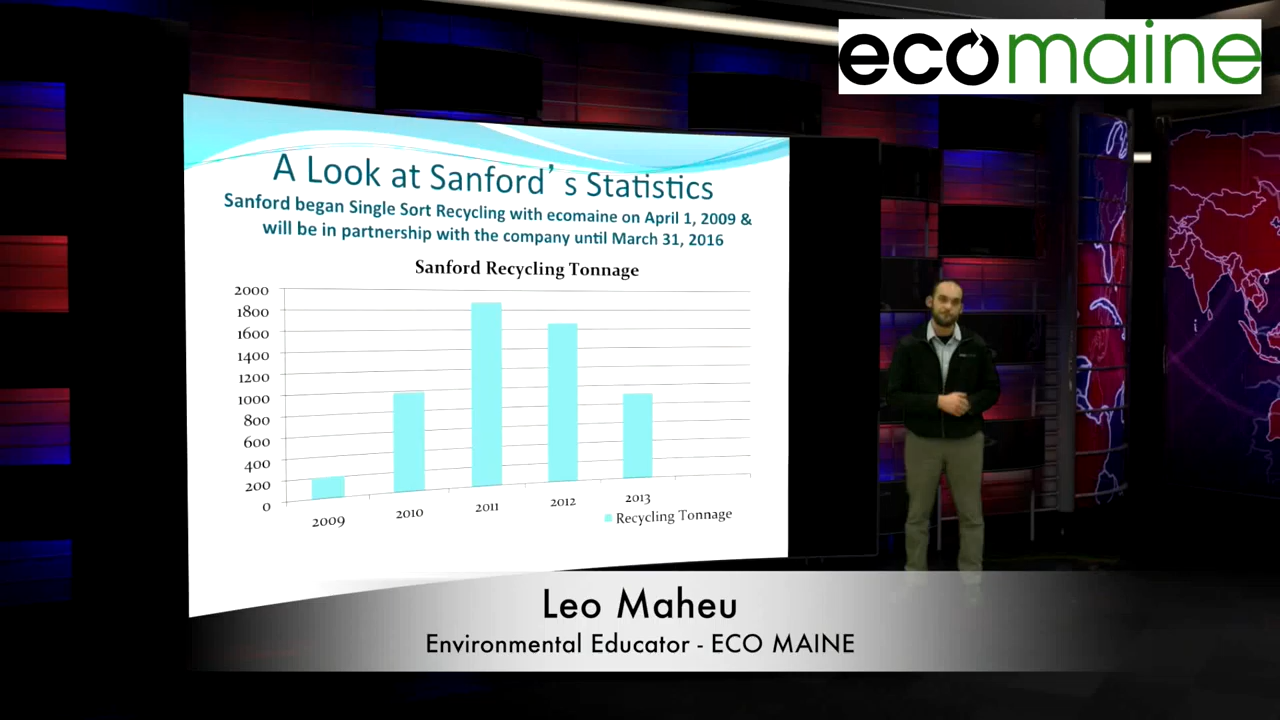 ecomaine
A Look at Sanford’s Statistics
Sanford began Single Sort Recycling with ecomaine on April 1, 2009 &
will be in partnership with the company until March 31, 2016
Sanford Recycling Tonnage
2000
1800
1600
1400
1200
1000
800
600
400
200
0
2009
2010
2011
2012
2013
Recycling Tonnage
Leo Maheu
Environmental Educator - ECO MAINE